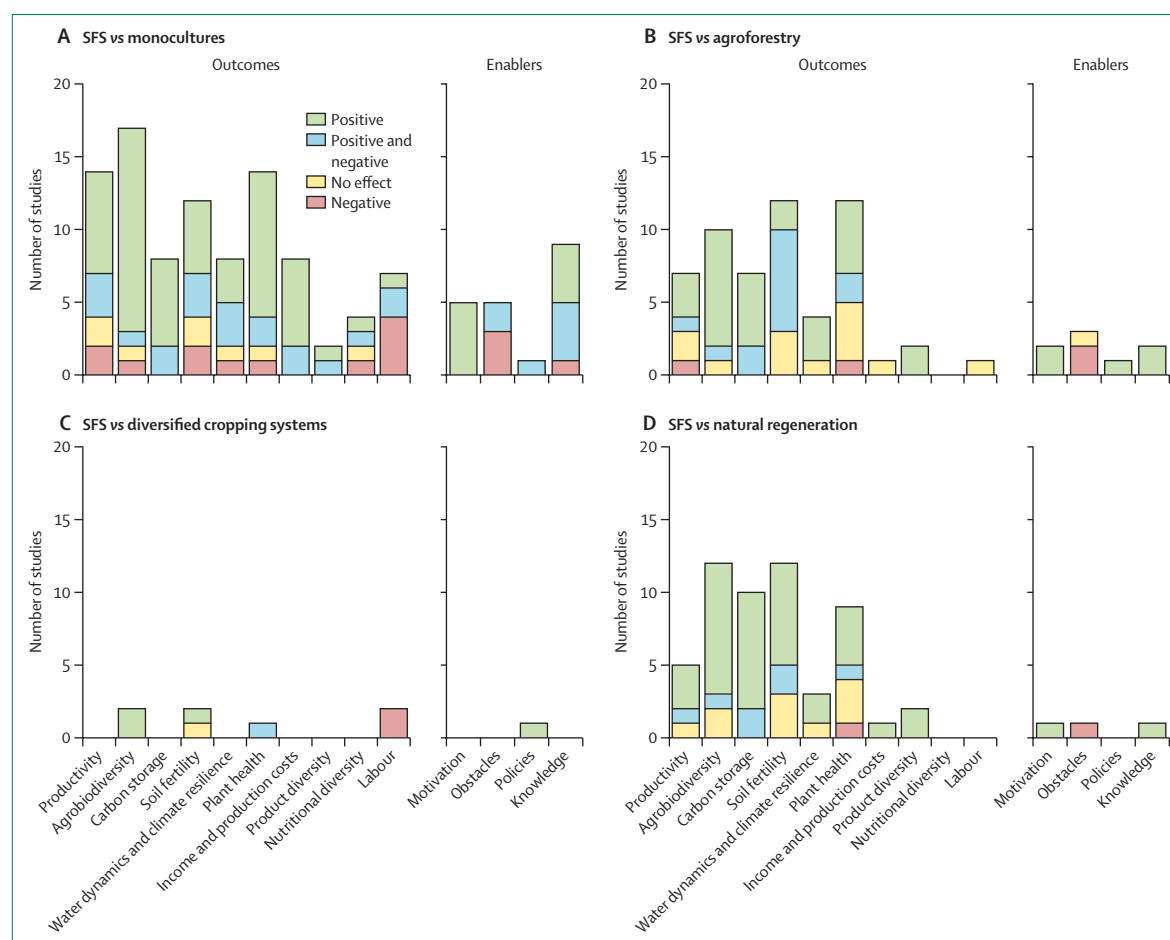 A SFS vs monocultures
Outcomes
Enablers
Number of studies
20
15
10
5
0
Positive
Positive and
negative
No effect
Negative
B SFS vs agroforestry
Outcomes
Enablers
Number of studies
20
15
10
5
0
C SFS vs diversified cropping systems
Number of studies
20
15
10
5
0
Productivity
Agrobiodiversity
Carbon storage
Soil fertility
Water dynamics and climate resilience
Plant health
Income and production costs
Product diversity
Nutritional diversity
Labour
Motivation
Obstacles
Policies
Knowledge
D SFS vs natural regeneration
Number of studies
20
15
10
5
0
Productivity
Agrobiodiversity
Carbon storage
Soil fertility
Water dynamics and climate resilience
Plant health
Income and production costs
Product diversity
Nutritional diversity
Labour
Motivation
Obstacles
Policies
Knowledge